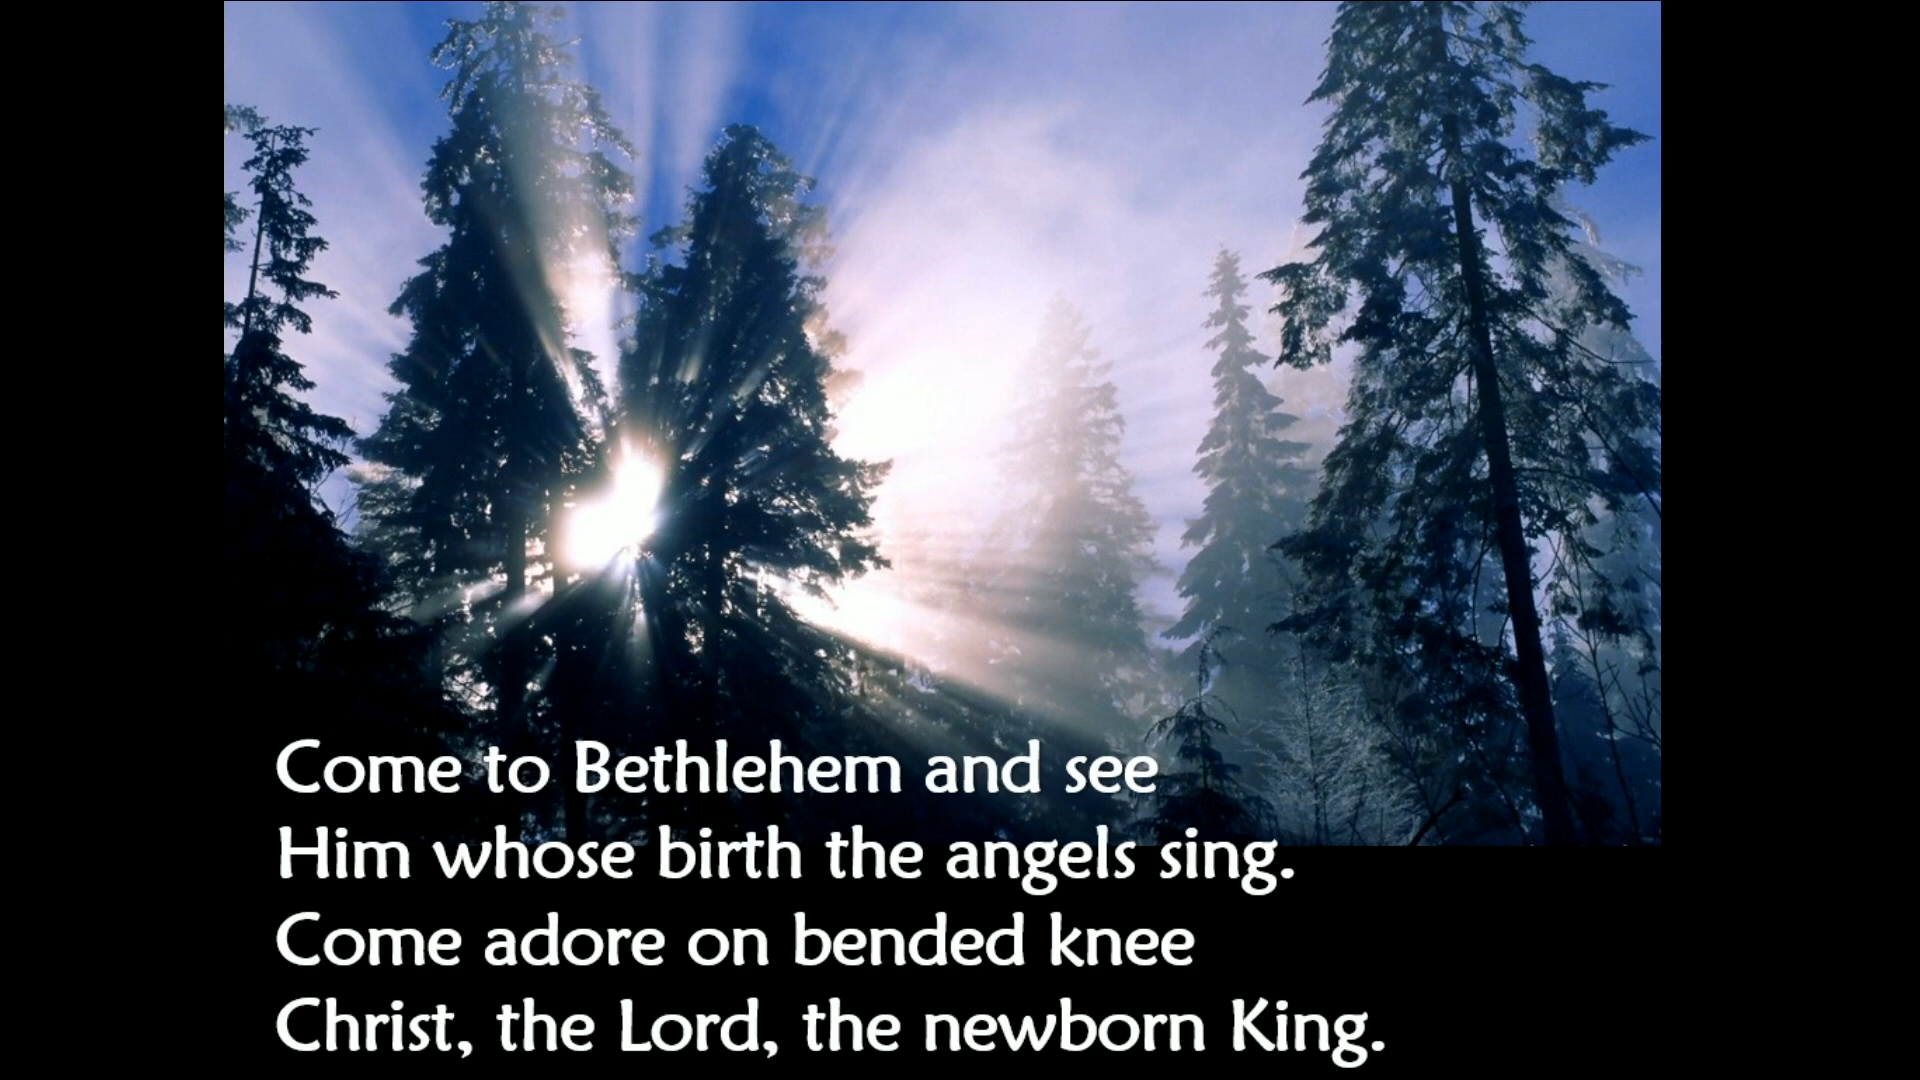 Come to Bethlehem and see
Him whose birth the angels sing.
Come adore on bended knee
Christ, the Lord, the newborn King.